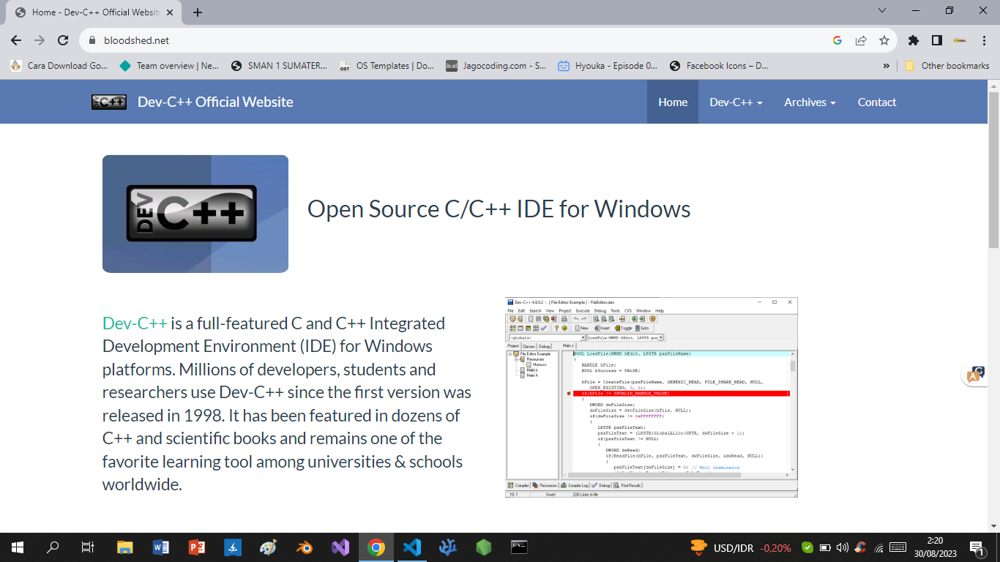 Home - Dev-C++ Official Websit
bloodshed.net
Cara Download Go...
Team overview | Ne...
SMAN 1 SUMATER...
OS Templates | Do...
Jagocoding.com - S...
Hyouka - Episode 0...
Facebook Icons – D...
»
Other bookmarks
Dev-C++ Official Website
Home
Dev-C++
Archives
Contact
DEV C++
Open Source C/C++ IDE for Windows
Dev-C++ is a full-featured C and C++ Integrated
Development Environment (IDE) for Windows
platforms. Millions of developers, students and
researchers use Dev-C++ since the first version was
released in 1998. It has been featured in dozens of
C++ and scientific books and remains one of the
favorite learning tool among universities & schools
worldwide.
Dev-C++ 4.9.9.2 - [ File Editor Example ] - FileEditor.dev
File Edit Search View Project Execute Debug Tools CVS Window Help
New Insert Toggle Goto
(globals) LoadFile(HWND hEdit, LPSTR psz
Project Classes Debug Main.c
File Editor Example
Resources
Menu.rc
Main.c
Main.h
BOOL LoadFile(HWND hEdit, LPSTR pszFileName)
{
HANDLE hFile;
BOOL bSuccess = FALSE;
hFile = CreateFile(pszFileName, GENERIC_READ, FILE_SHARE_READ, NULL,
OPEN_EXISTING, 0, 0);
if(hFile != INVALID_HANDLE_VALUE)
{
DWORD dwFileSize;
dwFileSize = GetFileSize(hFile, NULL);
if(dwFileSize != 0xFFFFFFFF)
{
LPSTR pszFileText;
pszFileText = (LPSTR)GlobalAlloc(GPTR, dwFileSize + 1);
if(pszFileText != NULL)
{
DWORD dwRead;
if(ReadFile(hFile, pszFileText, dwFileSize, &dwRead, NULL))
{
pszFileText[dwFileSize] = 0; // Null terminator
Compiler Resources Compile Log Debug Find Results
10: 1 Insert 226 Lines in file
USD/IDR -0,20%
2:20
30/08/2023
1